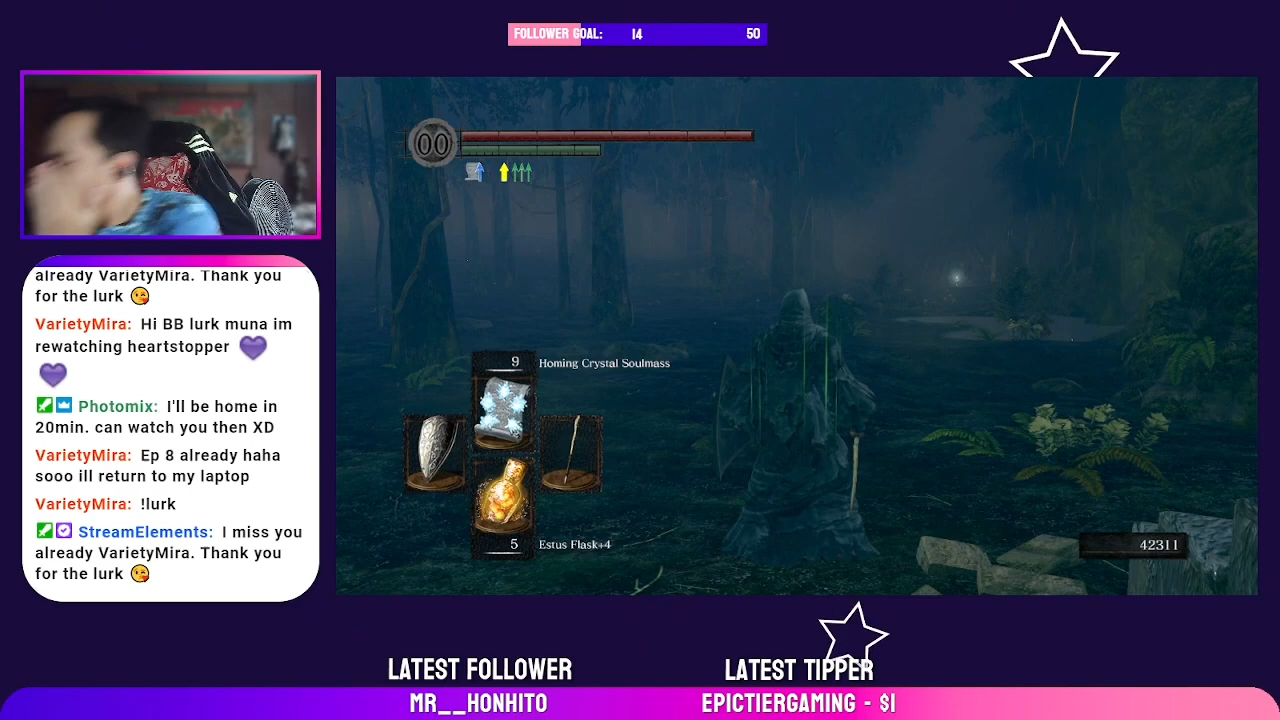 FOLLOWER GOAL: 14 50
00
9 Homing Crystal Soulmass
5 Estus Flask+4
42311
already VarietyMira. Thank you
for the lurk 😘
VarietyMira: Hi BB lurk muna im
rewatching heartstopper 💜
💜
Photomix: I'll be home in
20min. can watch you then XD
VarietyMira: Ep 8 already haha
sooo ill return to my laptop
VarietyMira: !lurk
StreamElements: I miss you
already VarietyMira. Thank you
for the lurk 😘
LATEST FOLLOWER
MR__HONHITO
LATEST TIPPER
EPICTIERGAMING - $1